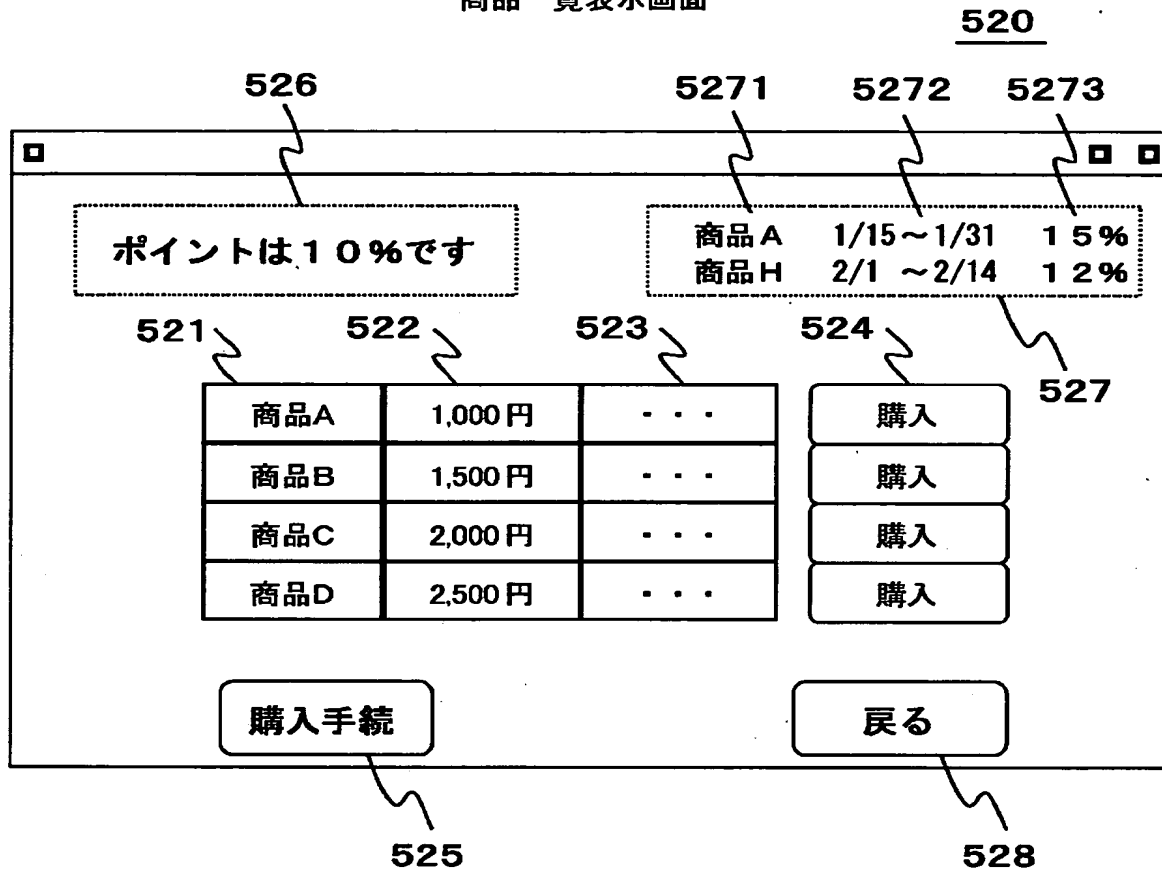 520
526 5271 5272 5273
ポイントは10%です
商品A 1/15～1/31 15%
商品H 2/1 ～2/14 12%
521 522 523 524
527
商品A 1,000円 ・・・ 購入
商品B 1,500円 ・・・ 購入
商品C 2,000円 ・・・ 購入
商品D 2,500円 ・・・ 購入
購入手続 戻る
525 528